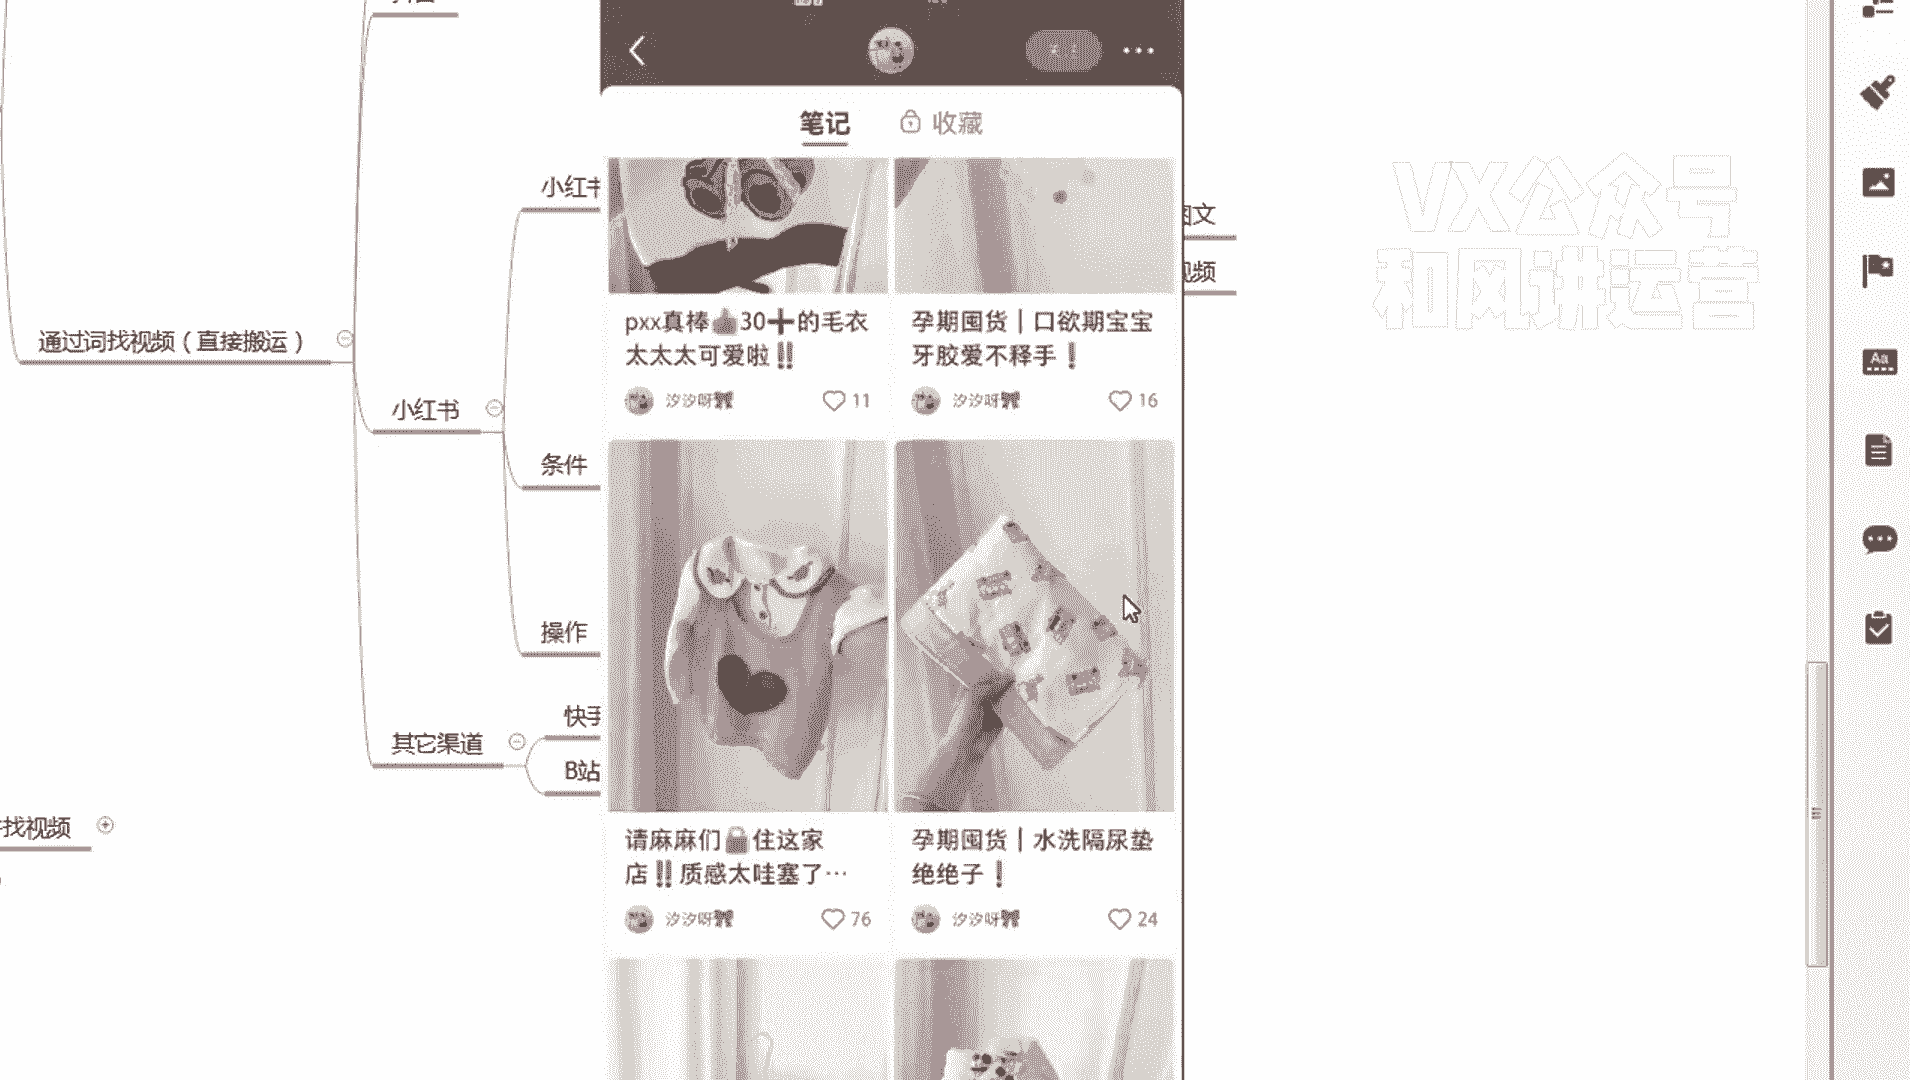 笔记
收藏
小红书
图文
视频
通过词找视频（直接搬运）
小红书
条件
操作
其它渠道
快手
B站
找视频
pxx真棒👍30➕的毛衣
太太太可爱啦‼️
汐汐呀🎀
11
孕期囤货｜口欲期宝宝
牙胶爱不释手❗
汐汐呀🎀
16
请麻麻们🔒住这家
店‼️质感太哇塞了…
汐汐呀🎀
76
孕期囤货｜水洗隔尿垫
绝绝子❗
汐汐呀🎀
24
VX公众号
和风讲运营
Aa